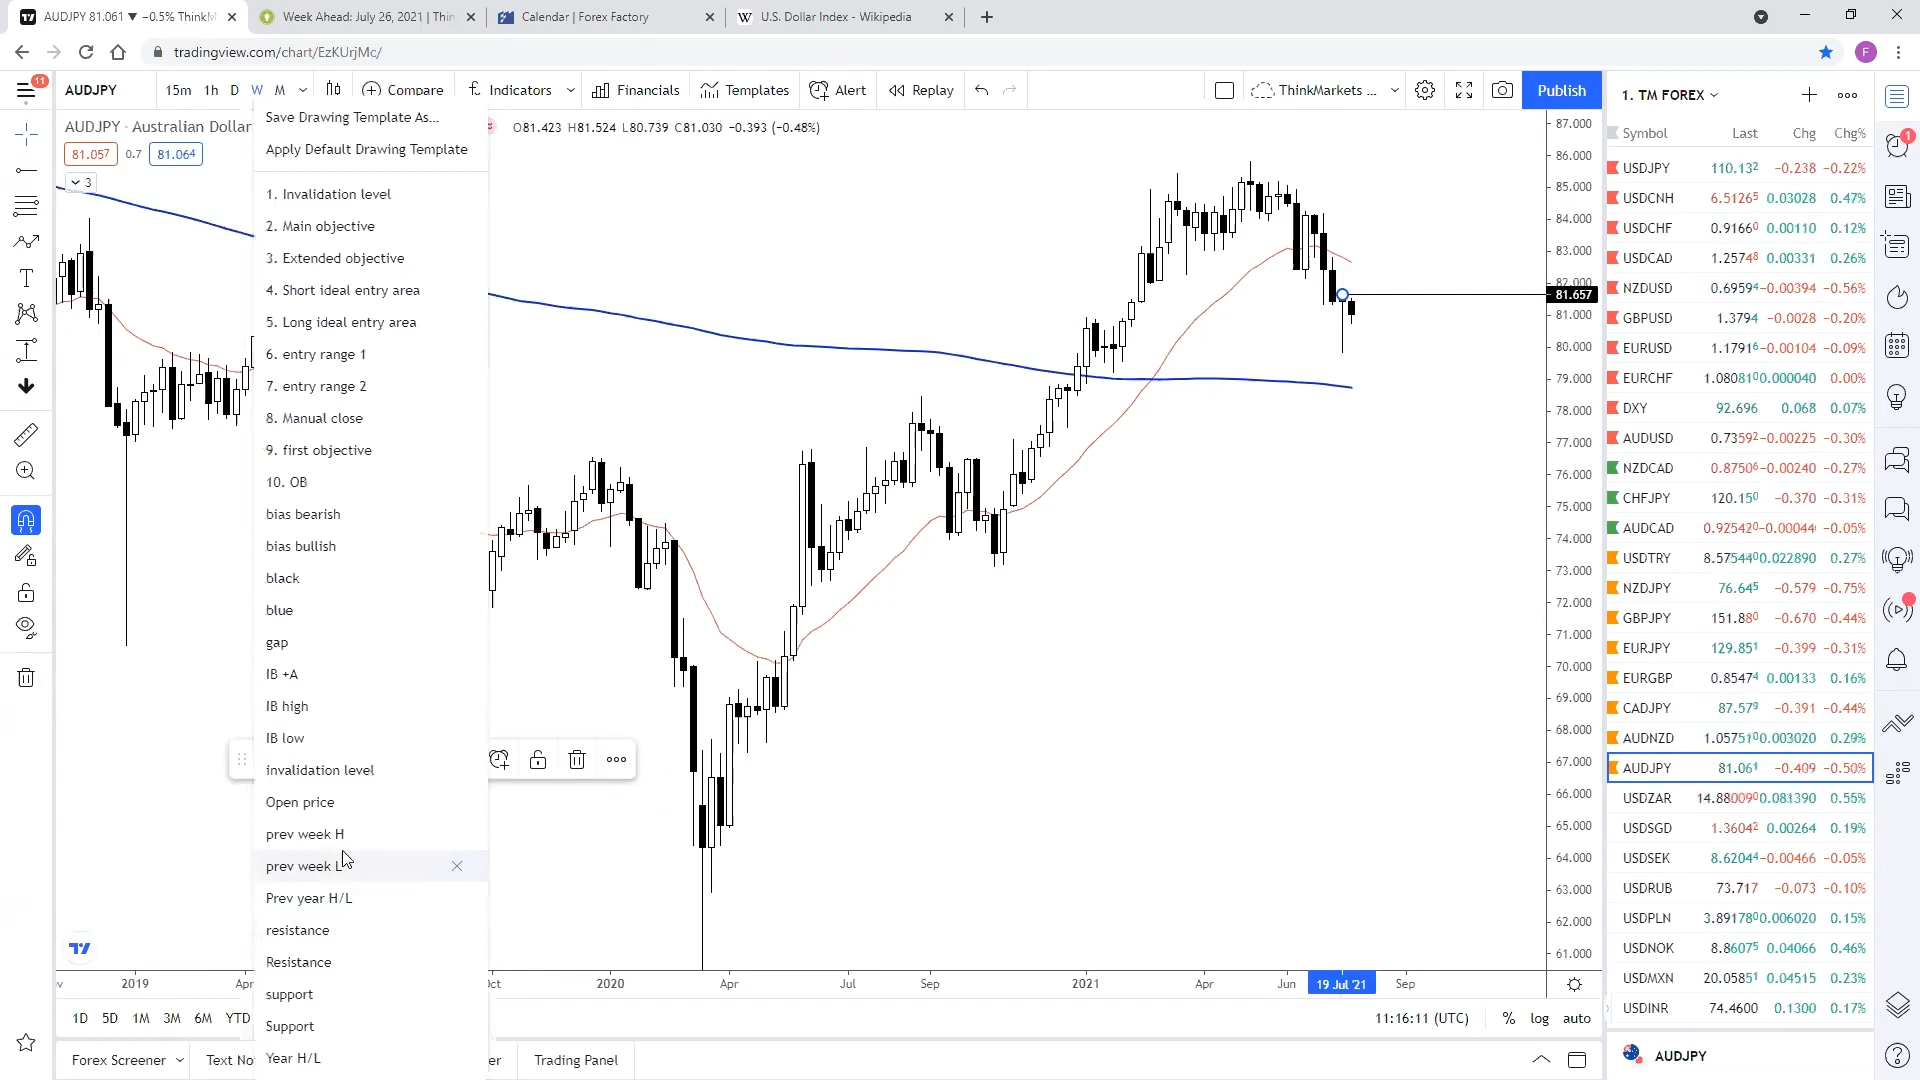 AUDJPY 81.061 ▼ −0.5% ThinkM
Week Ahead: July 26, 2021 | Thin
Calendar | Forex Factory
W U.S. Dollar Index - Wikipedia
tradingview.com/chart/EzKUrjMc/
F
11
AUDJPY
15m 1h D W M
Compare
Indicators
Financials
Templates
Alert
Replay
ThinkMarkets ...
Publish
AUDJPY · Australian Dollar
O81.423 H81.524 L80.739 C81.030 −0.393 (−0.48%)
81.057 0.7 81.064
3
Save Drawing Template As...
Apply Default Drawing Template
1. Invalidation level
2. Main objective
3. Extended objective
4. Short ideal entry area
5. Long ideal entry area
6. entry range 1
7. entry range 2
8. Manual close
9. first objective
10. OB
bias bearish
bias bullish
black
blue
gap
IB +A
IB high
IB low
invalidation level
Open price
prev week H
prev week L
Prev year H/L
resistance
Resistance
support
Support
Year H/L
87.000
86.000
85.000
84.000
83.000
82.000
81.657
81.000
80.000
79.000
78.000
77.000
76.000
75.000
74.000
73.000
72.000
71.000
70.000
69.000
68.000
67.000
66.000
65.000
64.000
63.000
62.000
61.000
2019 Apr 2020 Apr Jul Sep 2021 Apr Jun 19 Jul '21 Sep
1D 5D 1M 3M 6M YTD
11:16:11 (UTC) % log auto
Forex Screener
Text No
er
Trading Panel
1. TM FOREX
Symbol Last Chg Chg%
USDJPY 110.132 −0.238 −0.22%
USDCNH 6.51265 0.03028 0.47%
USDCHF 0.91660 0.00110 0.12%
USDCAD 1.25748 0.00331 0.26%
NZDUSD 0.69594 −0.00394 −0.56%
GBPUSD 1.3794 −0.0028 −0.20%
EURUSD 1.17916 −0.00104 −0.09%
EURCHF 1.080810 0.000040 0.00%
DXY 92.696 0.068 0.07%
AUDUSD 0.73592 −0.00225 −0.30%
NZDCAD 0.87506 −0.00240 −0.27%
CHFJPY 120.150 −0.370 −0.31%
AUDCAD 0.925420 −0.00044 −0.05%
USDTRY 8.575440 0.022890 0.27%
NZDJPY 76.645 −0.579 −0.75%
GBPJPY 151.880 −0.670 −0.44%
EURJPY 129.851 −0.399 −0.31%
EURGBP 0.85474 0.00133 0.16%
CADJPY 87.579 −0.391 −0.44%
AUDNZD 1.057510 0.003020 0.29%
AUDJPY 81.061 −0.409 −0.50%
USDZAR 14.880090 0.081390 0.55%
USDSGD 1.36042 0.00264 0.19%
USDSEK 8.62044 −0.00466 −0.05%
USDRUB 73.717 −0.073 −0.10%
USDPLN 3.891780 0.006020 0.15%
USDNOK 8.86075 0.04066 0.46%
USDMXN 20.05851 0.04515 0.23%
USDINR 74.4600 0.1300 0.17%
AUDJPY
1